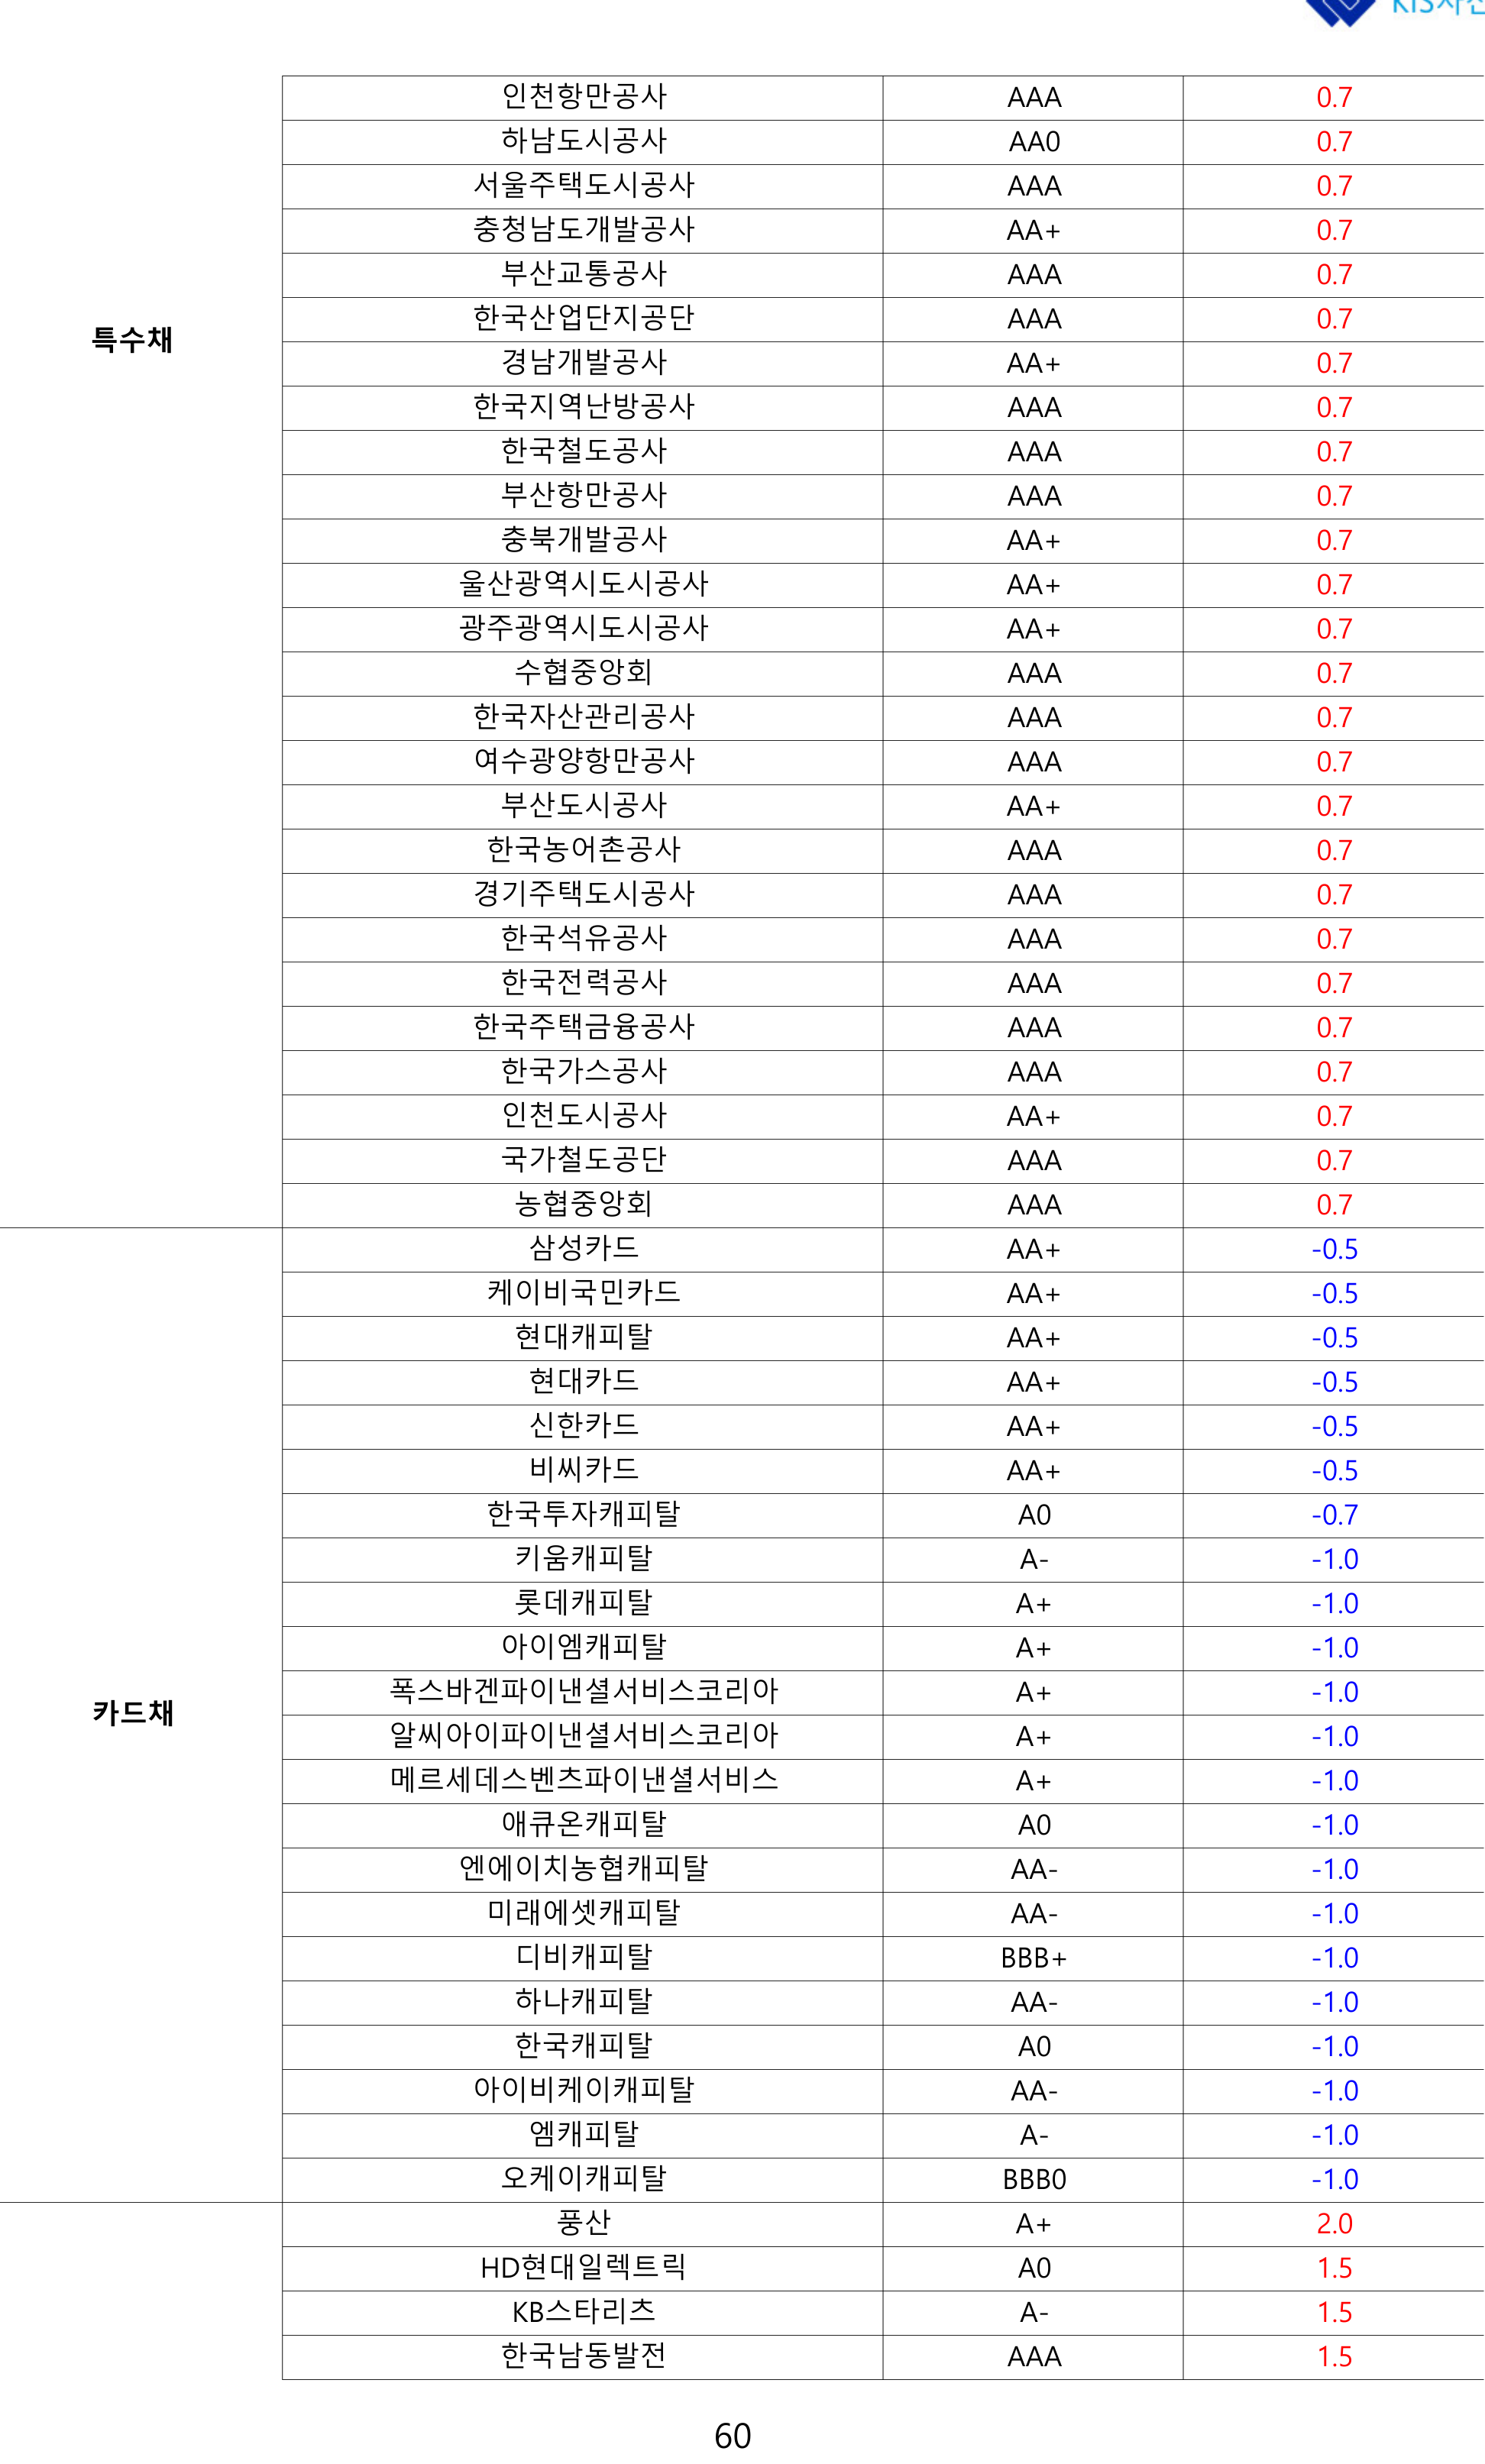 KIS자산
인천항만공사 AAA 0.7
하남도시공사 AA0 0.7
서울주택도시공사 AAA 0.7
충청남도개발공사 AA+ 0.7
부산교통공사 AAA 0.7
특수채
한국산업단지공단 AAA 0.7
경남개발공사 AA+ 0.7
한국지역난방공사 AAA 0.7
한국철도공사 AAA 0.7
부산항만공사 AAA 0.7
충북개발공사 AA+ 0.7
울산광역시도시공사 AA+ 0.7
광주광역시도시공사 AA+ 0.7
수협중앙회 AAA 0.7
한국자산관리공사 AAA 0.7
여수광양항만공사 AAA 0.7
부산도시공사 AA+ 0.7
한국농어촌공사 AAA 0.7
경기주택도시공사 AAA 0.7
한국석유공사 AAA 0.7
한국전력공사 AAA 0.7
한국주택금융공사 AAA 0.7
한국가스공사 AAA 0.7
인천도시공사 AA+ 0.7
국가철도공단 AAA 0.7
농협중앙회 AAA 0.7
삼성카드 AA+ -0.5
케이비국민카드 AA+ -0.5
현대캐피탈 AA+ -0.5
현대카드 AA+ -0.5
신한카드 AA+ -0.5
비씨카드 AA+ -0.5
한국투자캐피탈 A0 -0.7
키움캐피탈 A- -1.0
롯데캐피탈 A+ -1.0
아이엠캐피탈 A+ -1.0
폭스바겐파이낸셜서비스코리아 A+ -1.0
카드채
알씨아이파이낸셜서비스코리아 A+ -1.0
메르세데스벤츠파이낸셜서비스 A+ -1.0
애큐온캐피탈 A0 -1.0
엔에이치농협캐피탈 AA- -1.0
미래에셋캐피탈 AA- -1.0
디비캐피탈 BBB+ -1.0
하나캐피탈 AA- -1.0
한국캐피탈 A0 -1.0
아이비케이캐피탈 AA- -1.0
엠캐피탈 A- -1.0
오케이캐피탈 BBB0 -1.0
풍산 A+ 2.0
HD현대일렉트릭 A0 1.5
KB스타리츠 A- 1.5
한국남동발전 AAA 1.5
60